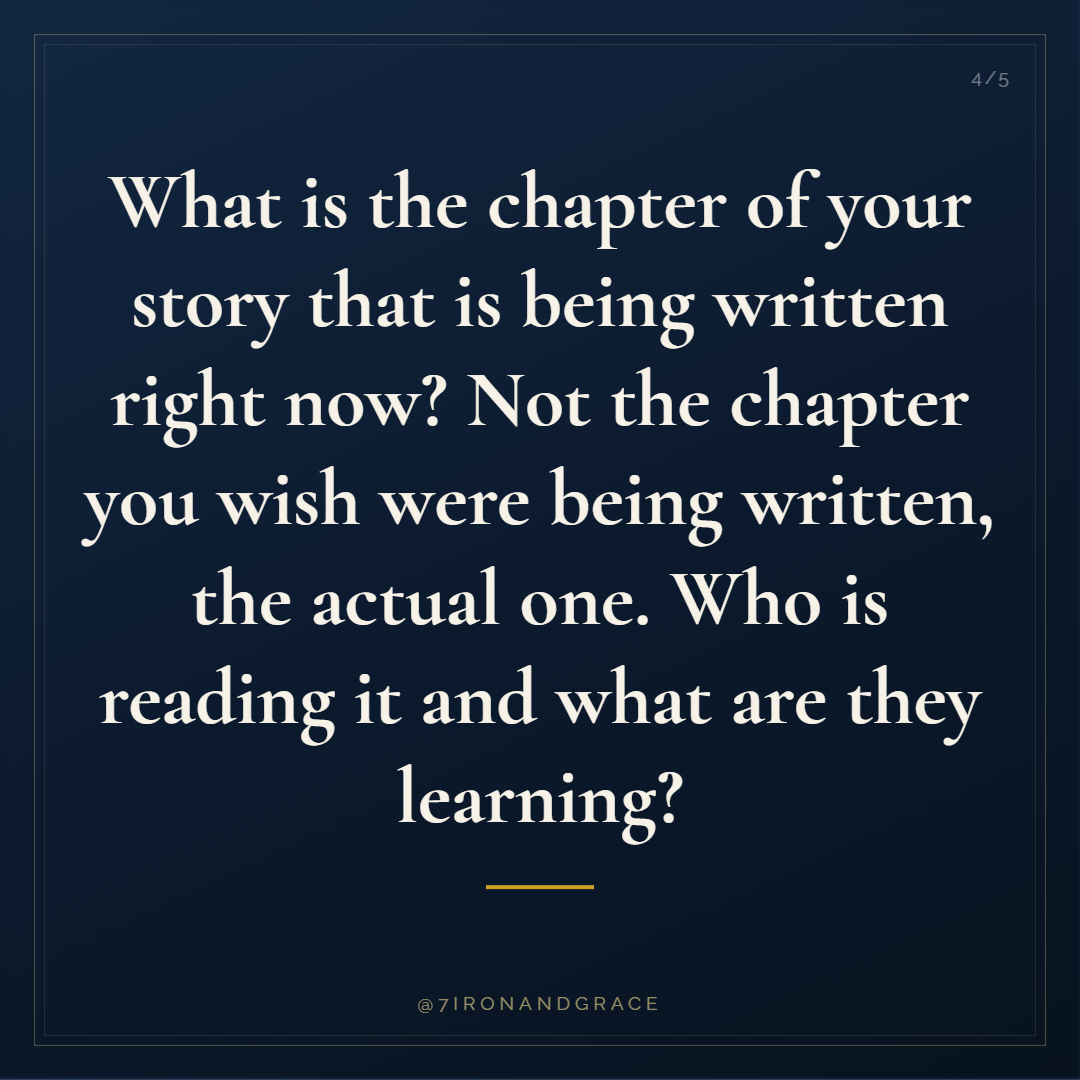 4/5
What is the chapter of your
story that is being written
right now? Not the chapter
you wish were being written,
the actual one. Who is
reading it and what are they
learning?
@7IRONANDGRACE